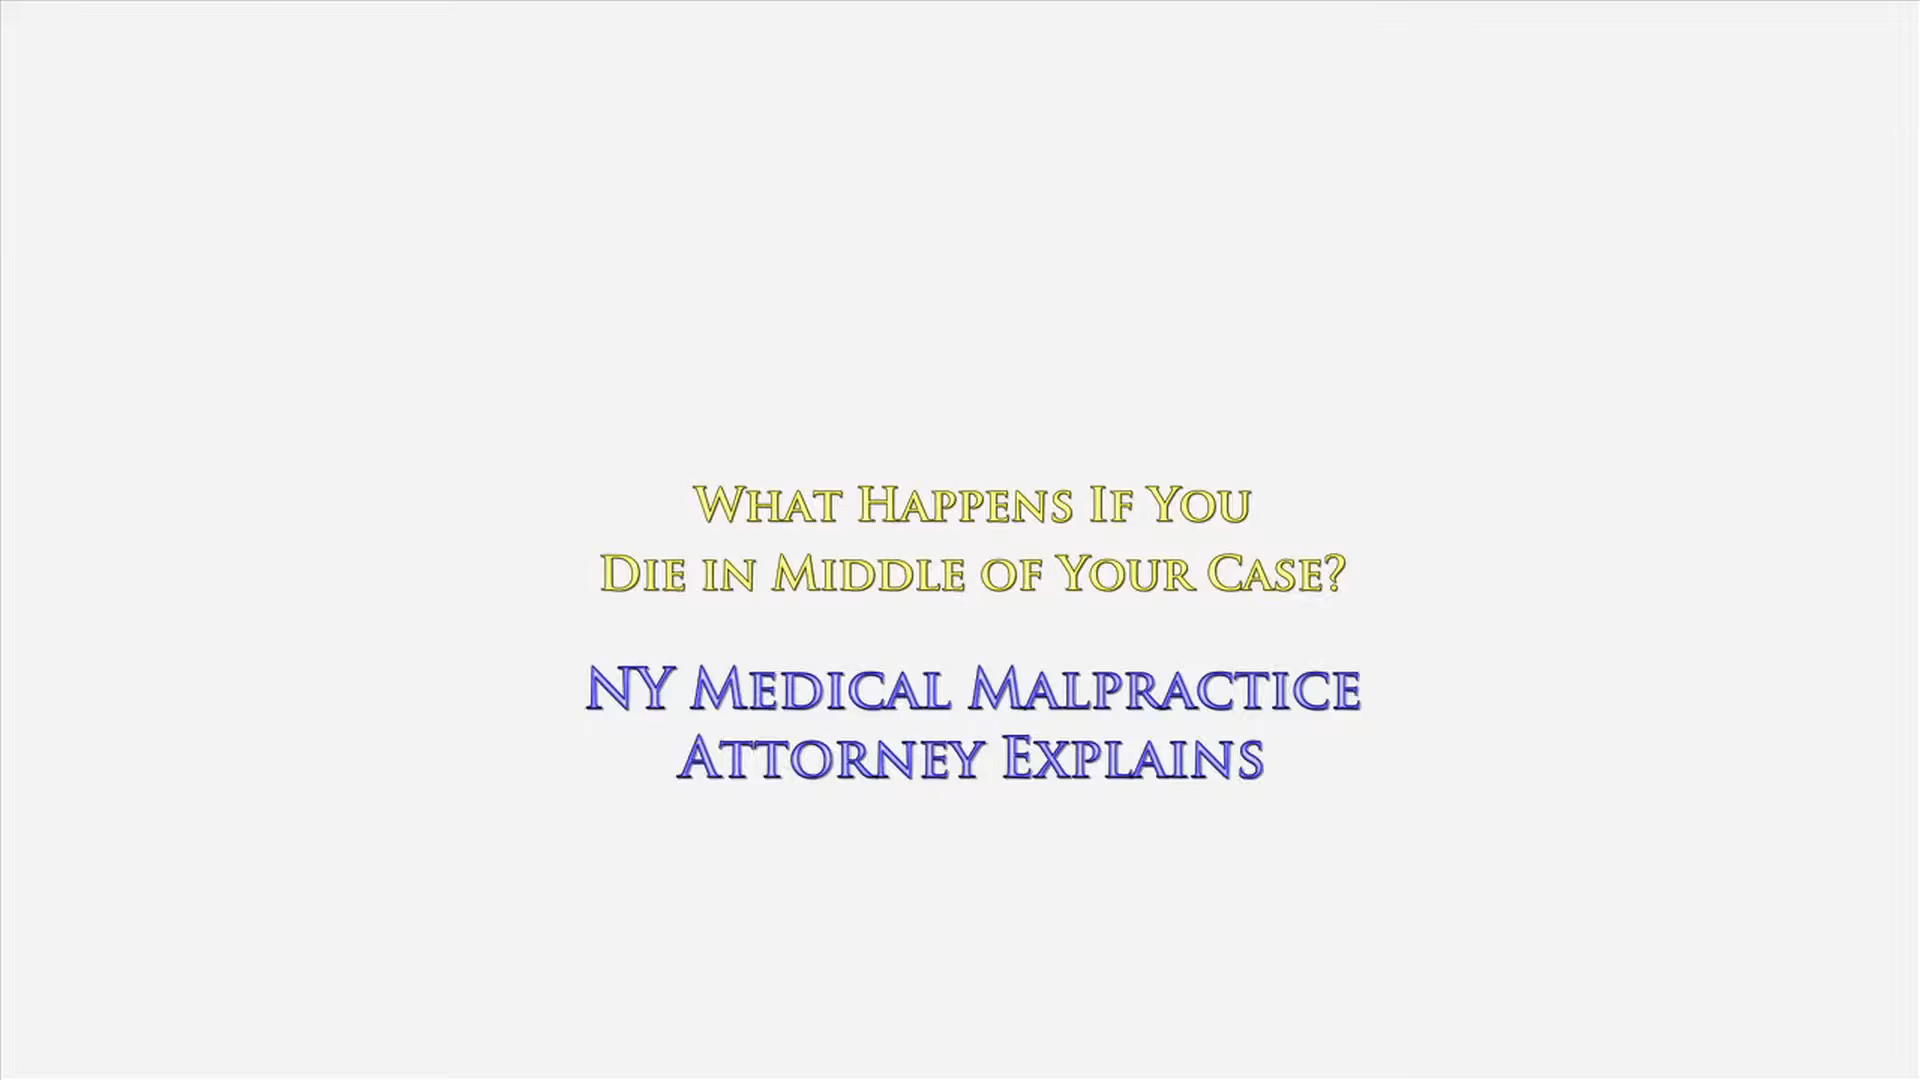 What Happens If You
Die in Middle of Your Case?
NY Medical Malpractice
Attorney Explains